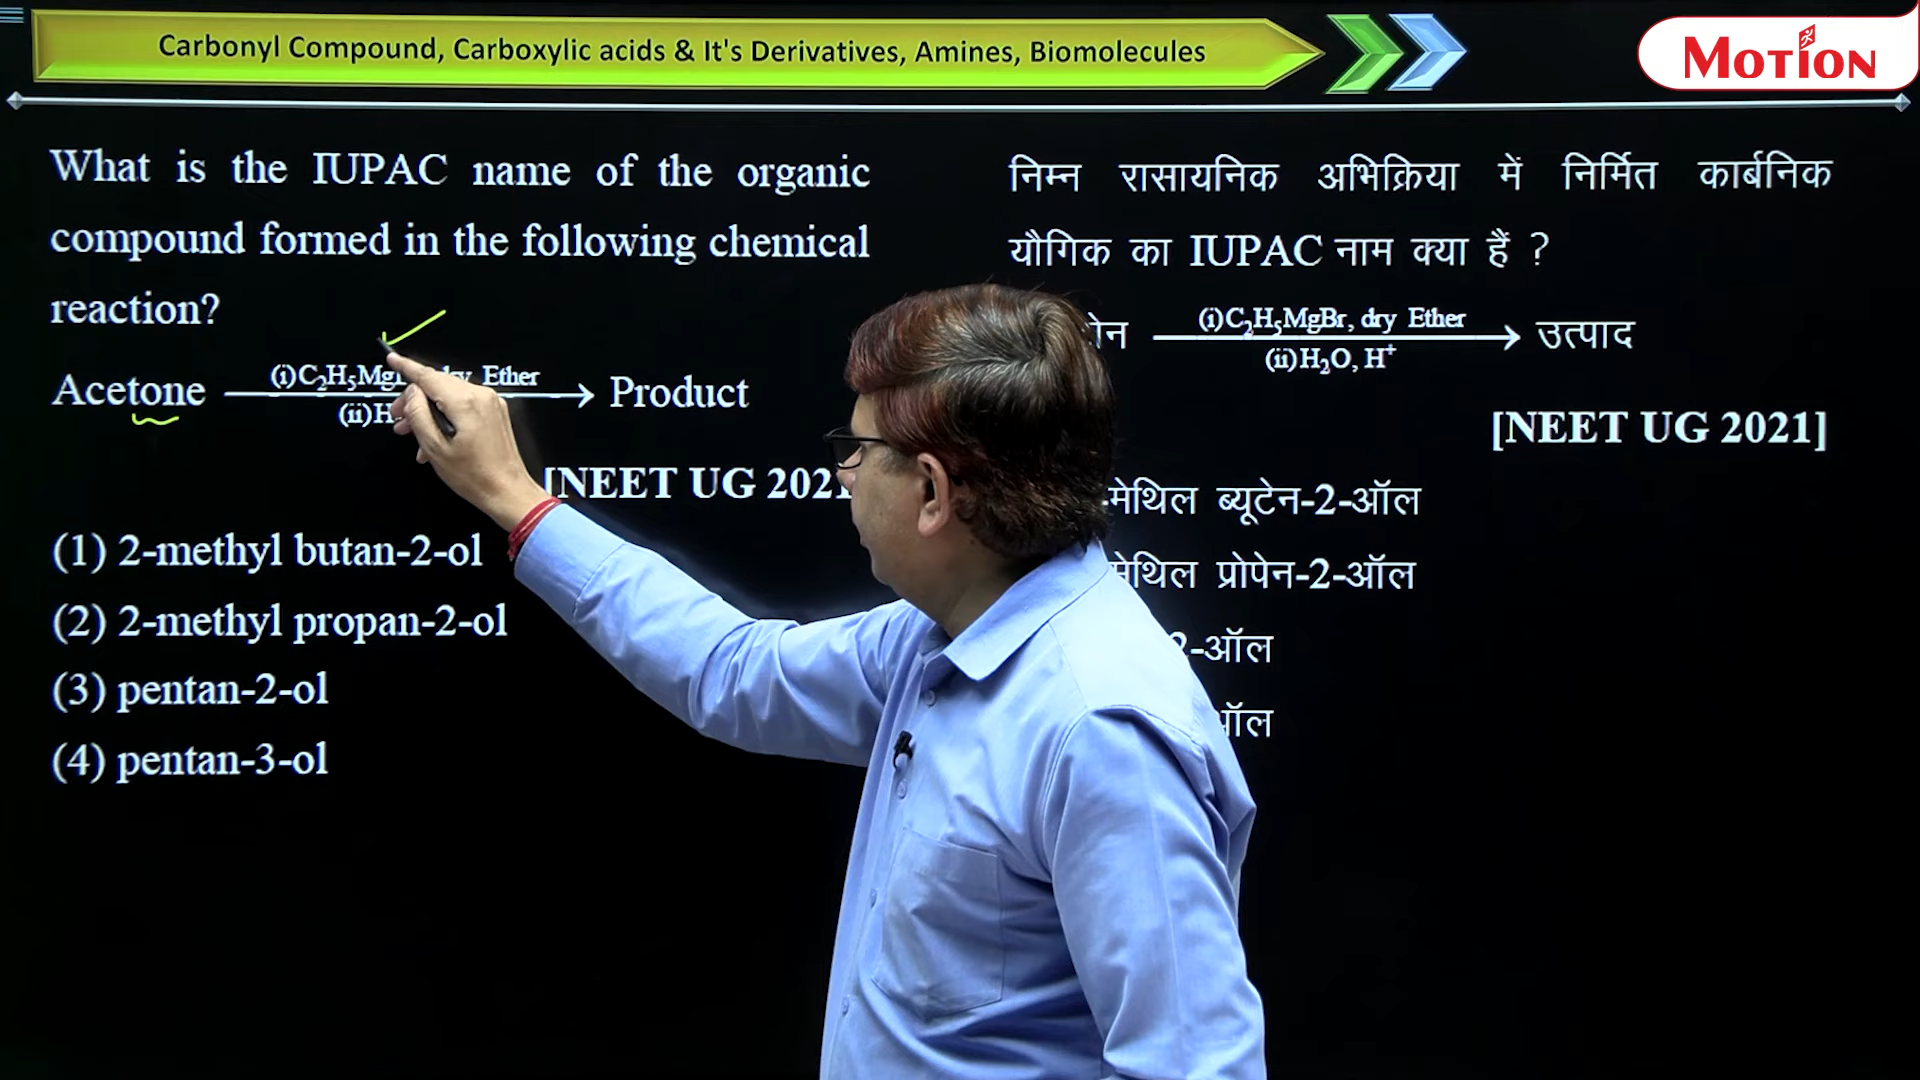 Carbonyl Compound, Carboxylic acids & It's Derivatives, Amines, Biomolecules
MOTION
What is the IUPAC name of the organic
compound formed in the following chemical
reaction?
(i)C₂H₅Mg Ether
Acetone Product
(ii)H
[NEET UG 2021
(1) 2-methyl butan-2-ol
(2) 2-methyl propan-2-ol
(3) pentan-2-ol
(4) pentan-3-ol
निम्न रासायनिक अभिक्रिया में निर्मित कार्बनिक
यौगिक का IUPAC नाम क्या हैं ?
(i)C₂H₅MgBr, dry Ether
उत्पाद
(ii)H₂O, H⁺
[NEET UG 2021]
-मेथिल ब्यूटेन-2-ऑल
मेथिल प्रोपेन-2-ऑल
2-ऑल
ऑल